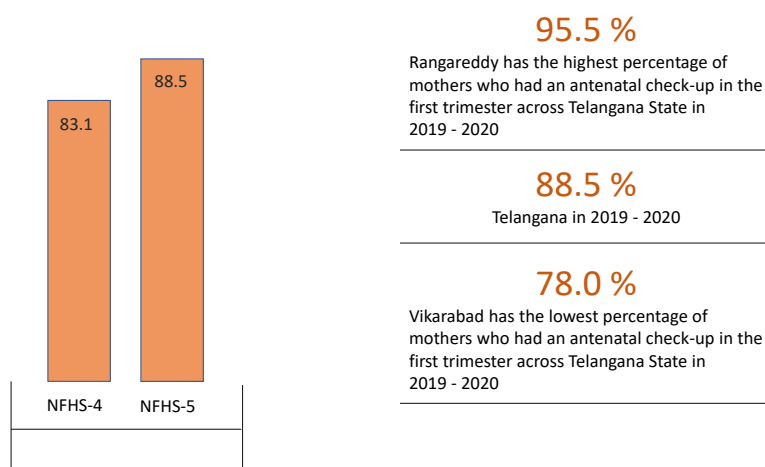 88.5
83.1
NFHS-4
NFHS-5
95.5 %
Rangareddy has the highest percentage of
mothers who had an antenatal check-up in the
first trimester across Telangana State in
2019 - 2020
88.5 %
Telangana in 2019 - 2020
78.0 %
Vikarabad has the lowest percentage of
mothers who had an antenatal check-up in the
first trimester across Telangana State in
2019 - 2020